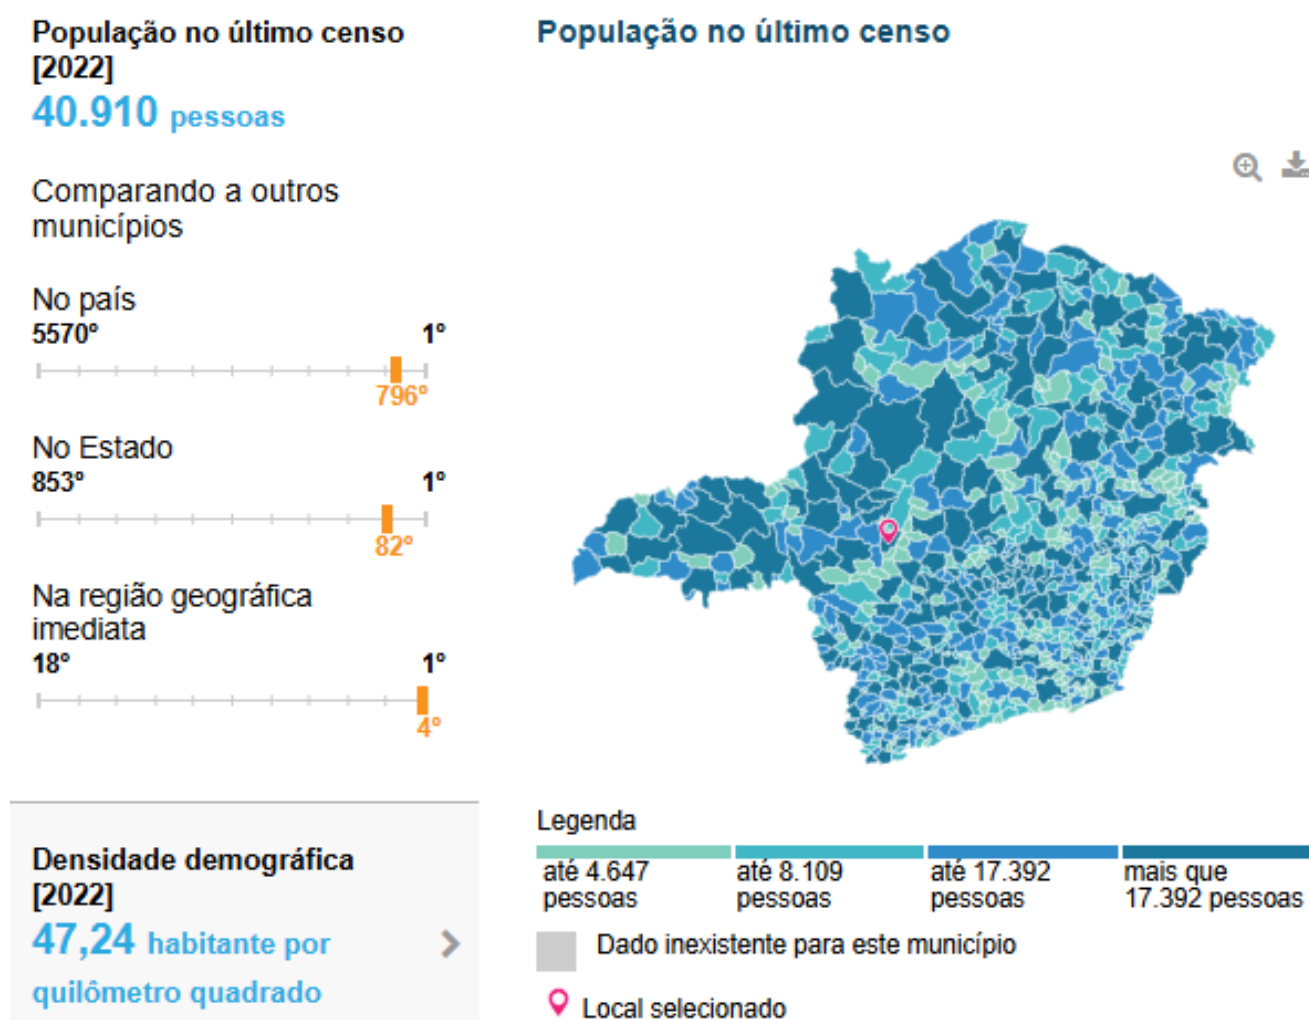 População no último censo
[2022]
40.910 pessoas
Comparando a outros
municípios
No país
5570º 1º
796º
No Estado
853º 1º
82º
Na região geográfica
imediata
18º 1º
4º
Densidade demográfica
[2022]
47,24 habitante por
quilômetro quadrado
População no último censo
Legenda
até 4.647
pessoas
até 8.109
pessoas
até 17.392
pessoas
mais que
17.392 pessoas
Dado inexistente para este município
Local selecionado